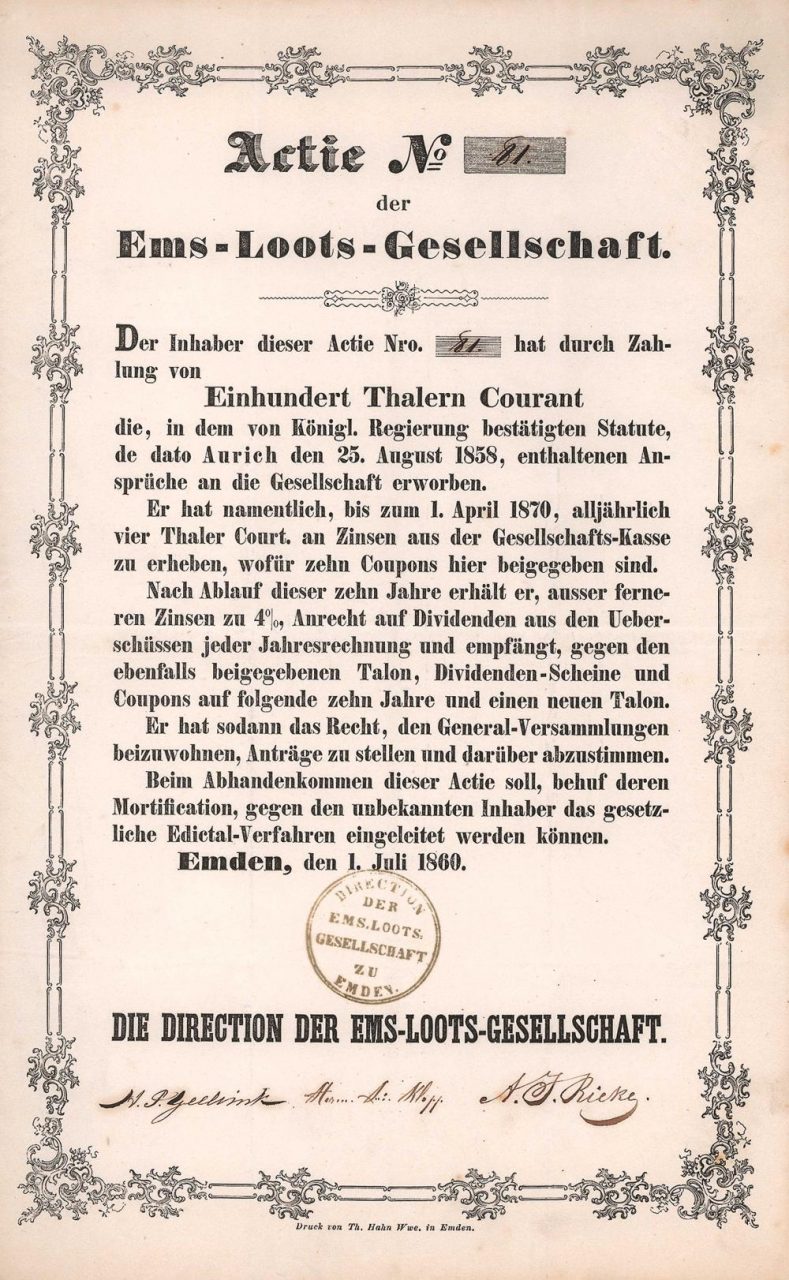 Actie No 81.
der
Ems-Loots-Gesellschaft.
Der Inhaber dieser Actie Nro. 81. hat durch Zah-
lung von
Einhundert Thalern Courant
die, in dem von Königl. Regierung bestätigten Statute,
de dato Aurich den 25. August 1858, enthaltenen An-
sprüche an die Gesellschaft erworben.
Er hat namentlich, bis zum 1. April 1870, alljährlich
vier Thaler Court. an Zinsen aus der Gesellschafts-Kasse
zu erheben, wofür zehn Coupons hier beigegeben sind.
Nach Ablauf dieser zehn Jahre erhält er, ausser ferne-
ren Zinsen zu 4%, Anrecht auf Dividenden aus den Ueber-
schüssen jeder Jahresrechnung und empfängt, gegen den
ebenfalls beigegebenen Talon, Dividenden-Scheine und
Coupons auf folgende zehn Jahre und einen neuen Talon.
Er hat sodann das Recht, den General-Versammlungen
beizuwohnen, Anträge zu stellen und darüber abzustimmen.
Beim Abhandenkommen dieser Actie soll, behuf deren
Mortification, gegen den unbekannten Inhaber das gesetz-
liche Edictal-Verfahren eingeleitet werden können.
Emden, den 1. Juli 1860.
DIRECTION
DER
EMS.LOOTS.
GESELLSCHAFT
ZU
EMDEN.
DIE DIRECTION DER EMS-LOOTS-GESELLSCHAFT.
A. J. Ricke.
Druck von Th. Hahn Wwe. in Emden.